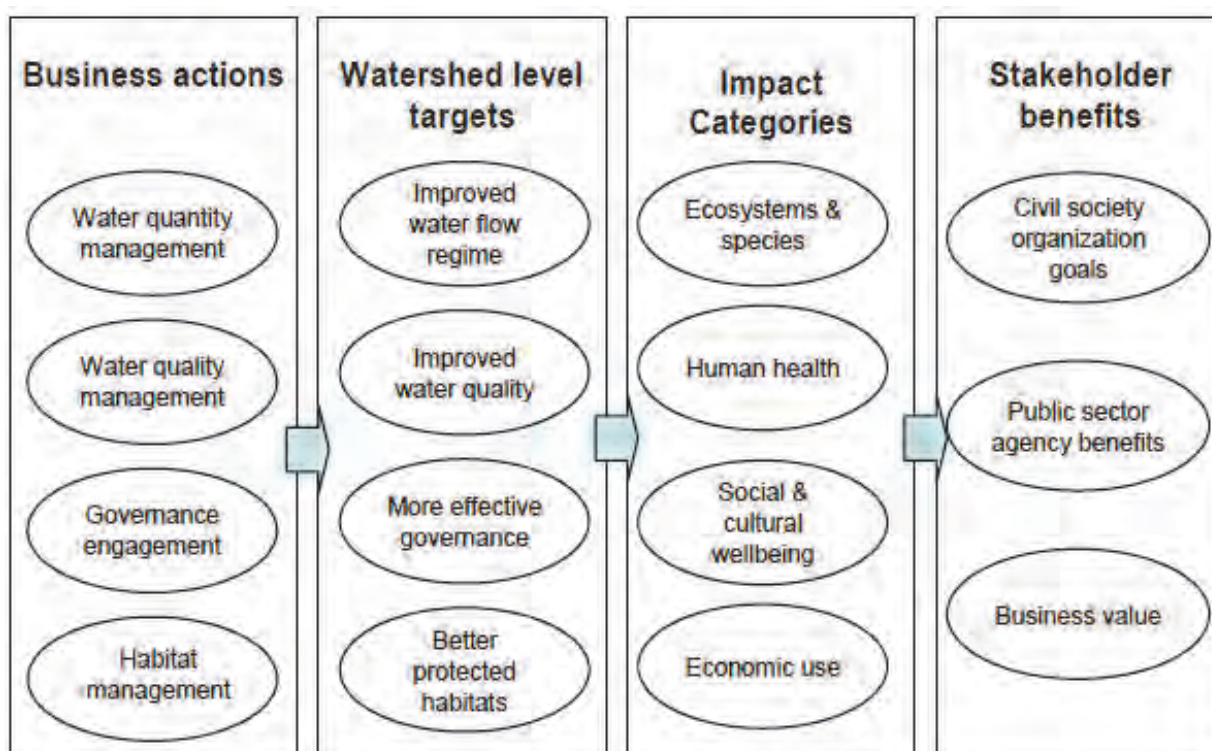 Business actions
Water quantity
management
Water quality
management
Governance
engagement
Habitat
management
Watershed level
targets
Improved
water flow
regime
Improved
water quality
More effective
governance
Better
protected
habitats
Impact
Categories
Ecosystems &
species
Human health
Social &
cultural
wellbeing
Economic use
Stakeholder
benefits
Civil society
organization
goals
Public sector
agency benefits
Business value